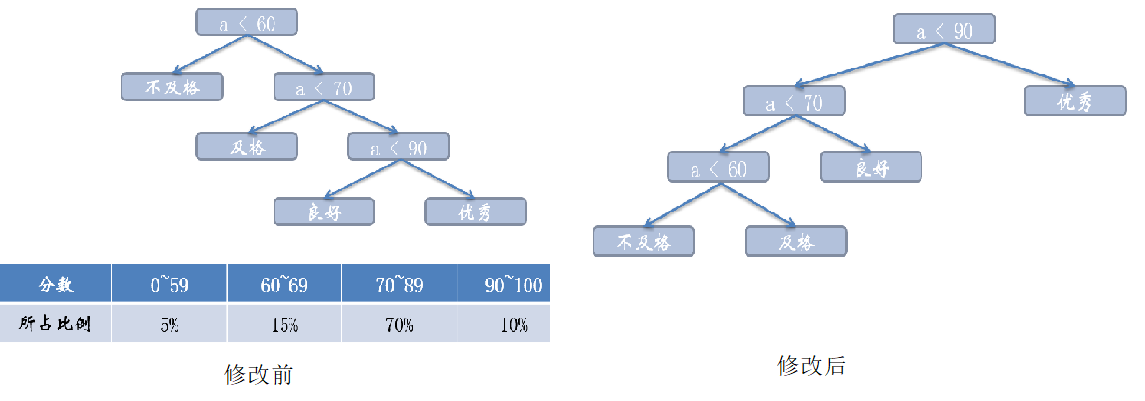 a < 60
不及格
a < 70
及格
a < 90
良好
优秀
分数 0~59 60~69 70~89 90~100
所占比例 5% 15% 70% 10%
修改前
a < 90
a < 70
优秀
a < 60
良好
不及格
及格
修改后